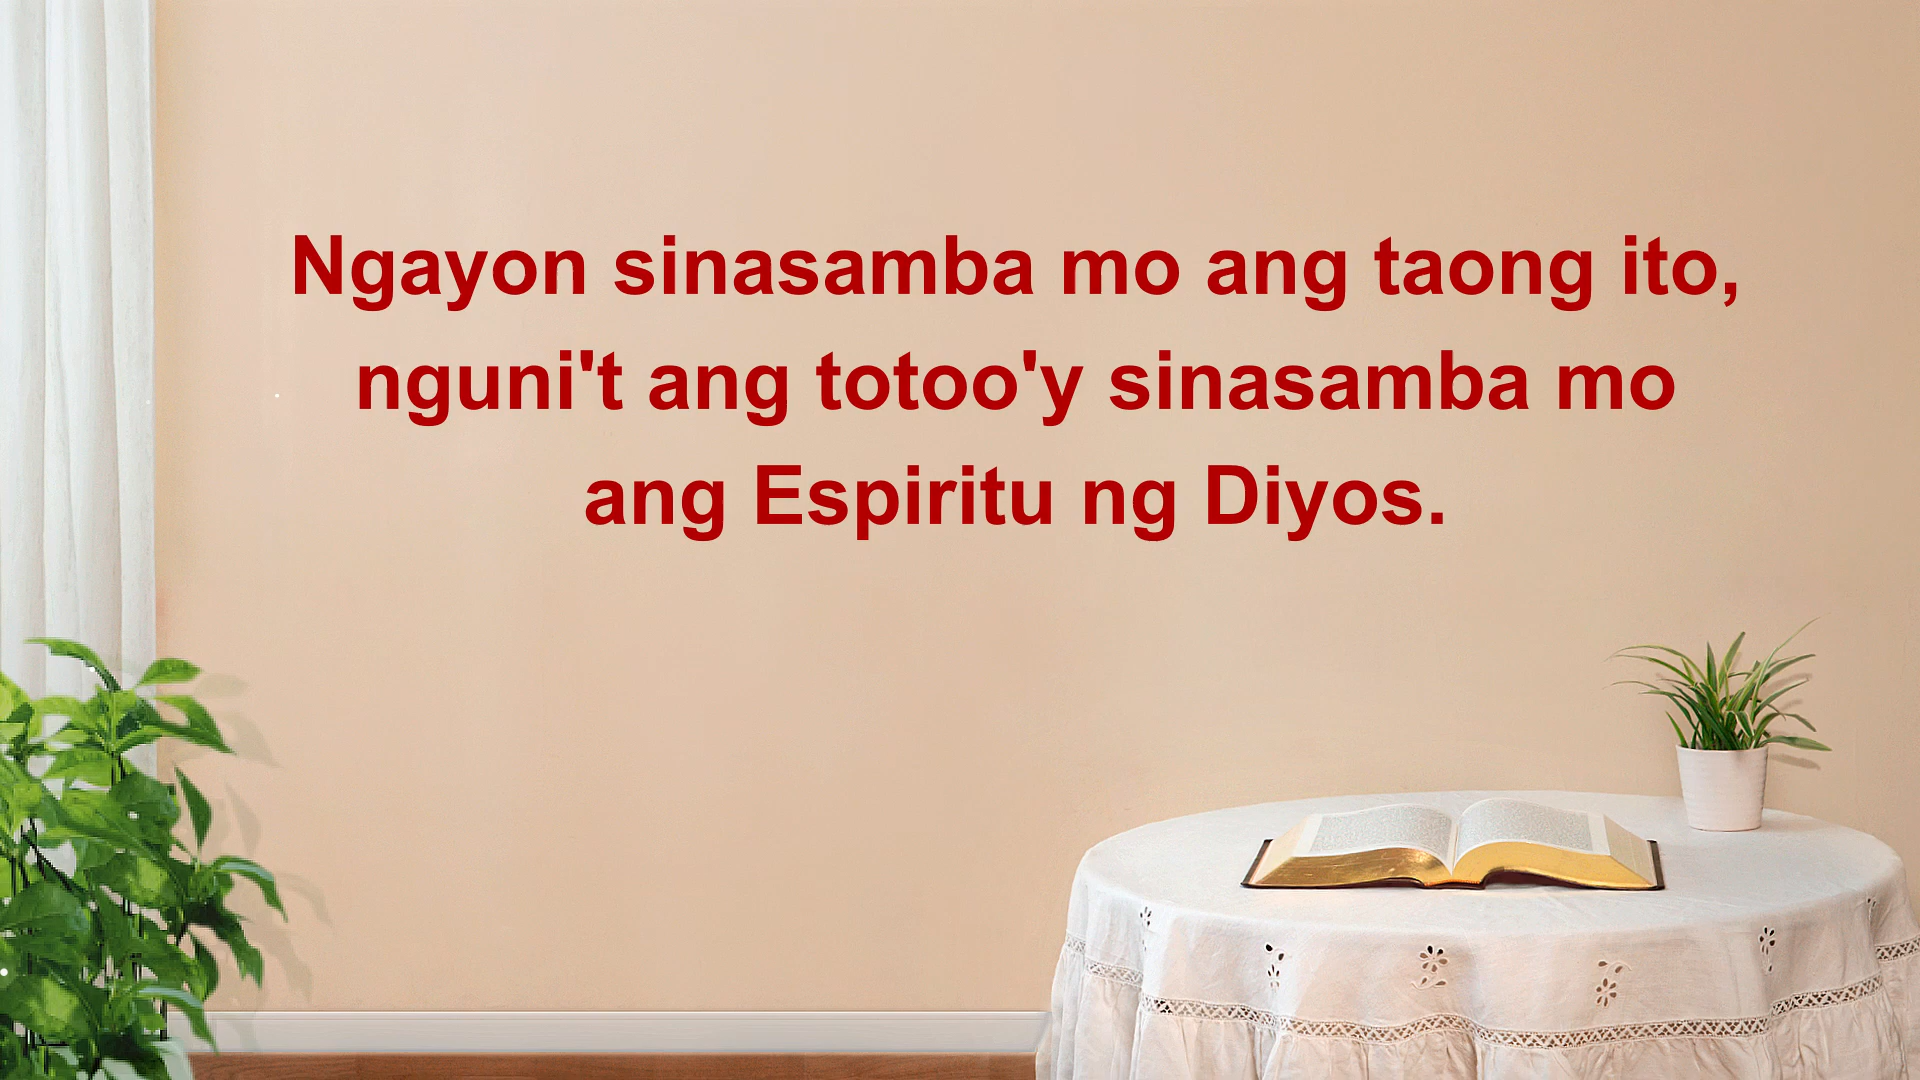 Ngayon sinasamba mo ang taong ito,
nguni't ang totoo'y sinasamba mo
ang Espiritu ng Diyos.